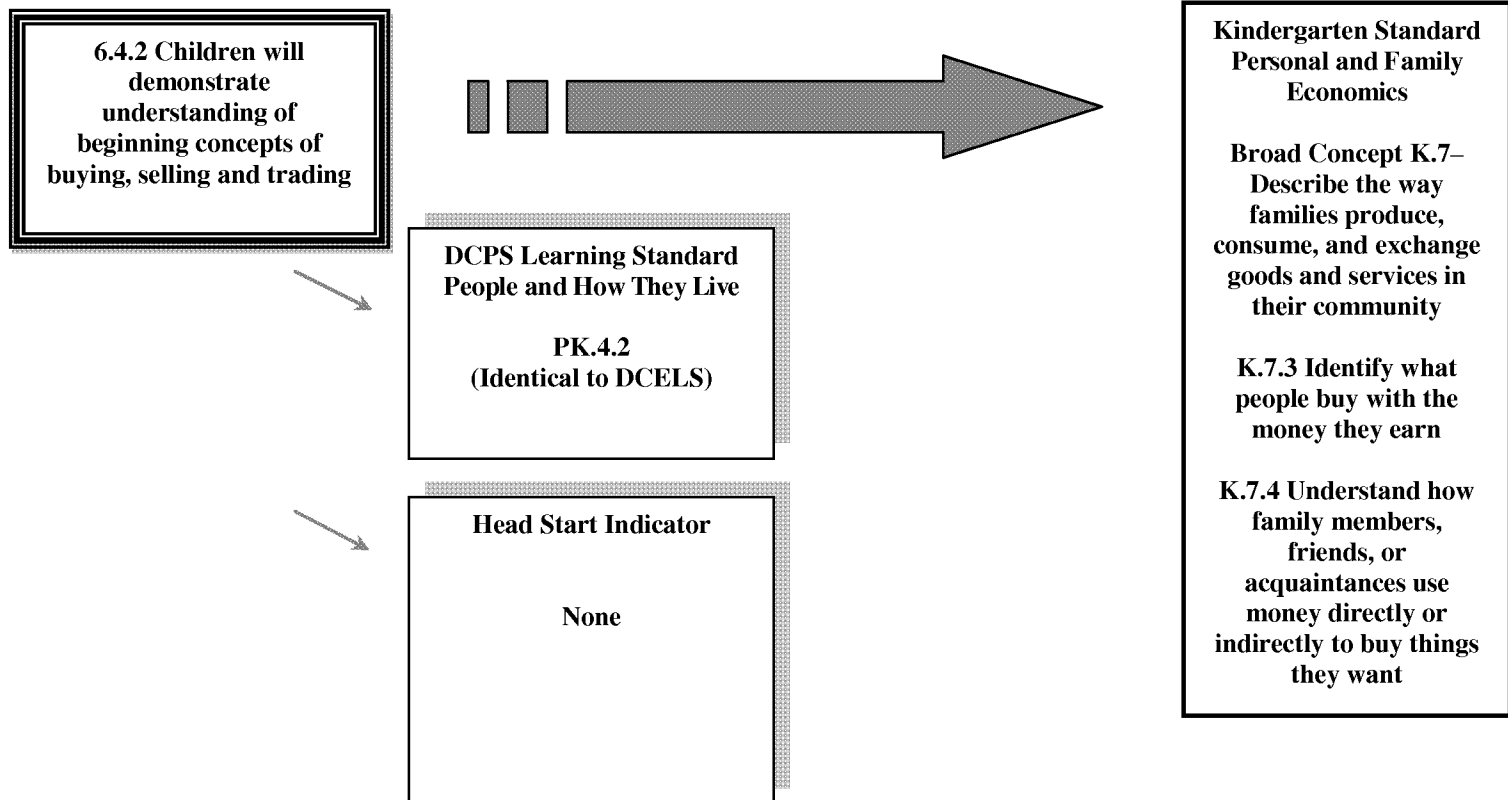 6.4.2 Children will
demonstrate
understanding of
beginning concepts of
buying, selling and trading
DCPS Learning Standard
People and How They Live
PK.4.2
(Identical to DCELS)
Head Start Indicator
None
Kindergarten Standard
Personal and Family
Economics
Broad Concept K.7–
Describe the way
families produce,
consume, and exchange
goods and services in
their community
K.7.3 Identify what
people buy with the
money they earn
K.7.4 Understand how
family members,
friends, or
acquaintances use
money directly or
indirectly to buy things
they want